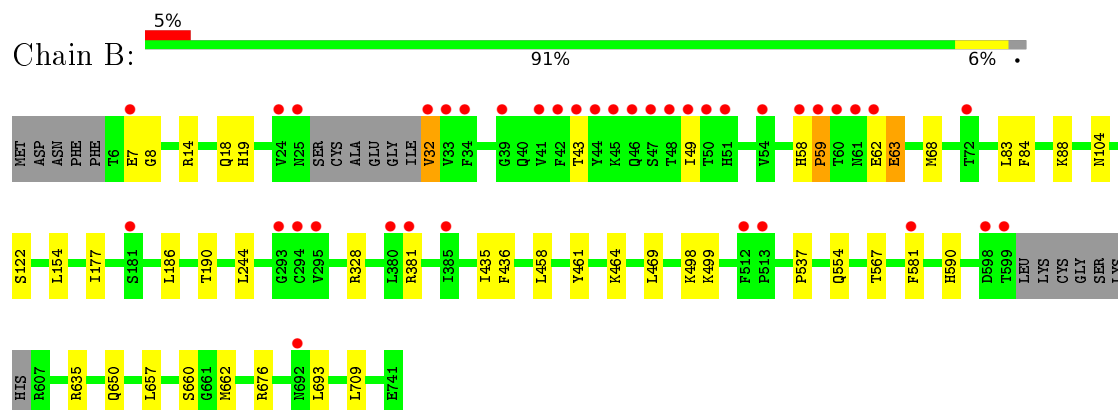 5%
Chain B:
91%
6%
MET ASP ASN PHE PHE T6 E7 G8 R14 Q18 H19 V24 N25 SER CYS ALA GLU GLY ILE V32 V33 F34 G39 Q40 V41 F42 T43 Y44 K45 Q46 S47 T48 I49 T50 H51 V54 H58 P59 T60 N61 E62 E63 M68 T72 L83 F84 K88 N104
S122 L154 I177 S181 L186 T190 L244 G293 C294 V295 R328 L380 R381 I385 I435 F436 L458 Y461 K464 L469 K498 K499 F512 P513 P537 Q554 T567 F581 H590 D598 T599 LEU LYS CYS GLY SER LYS
HIS R607 R635 Q650 L657 S660 G661 M662 R676 N692 L693 L709 E741